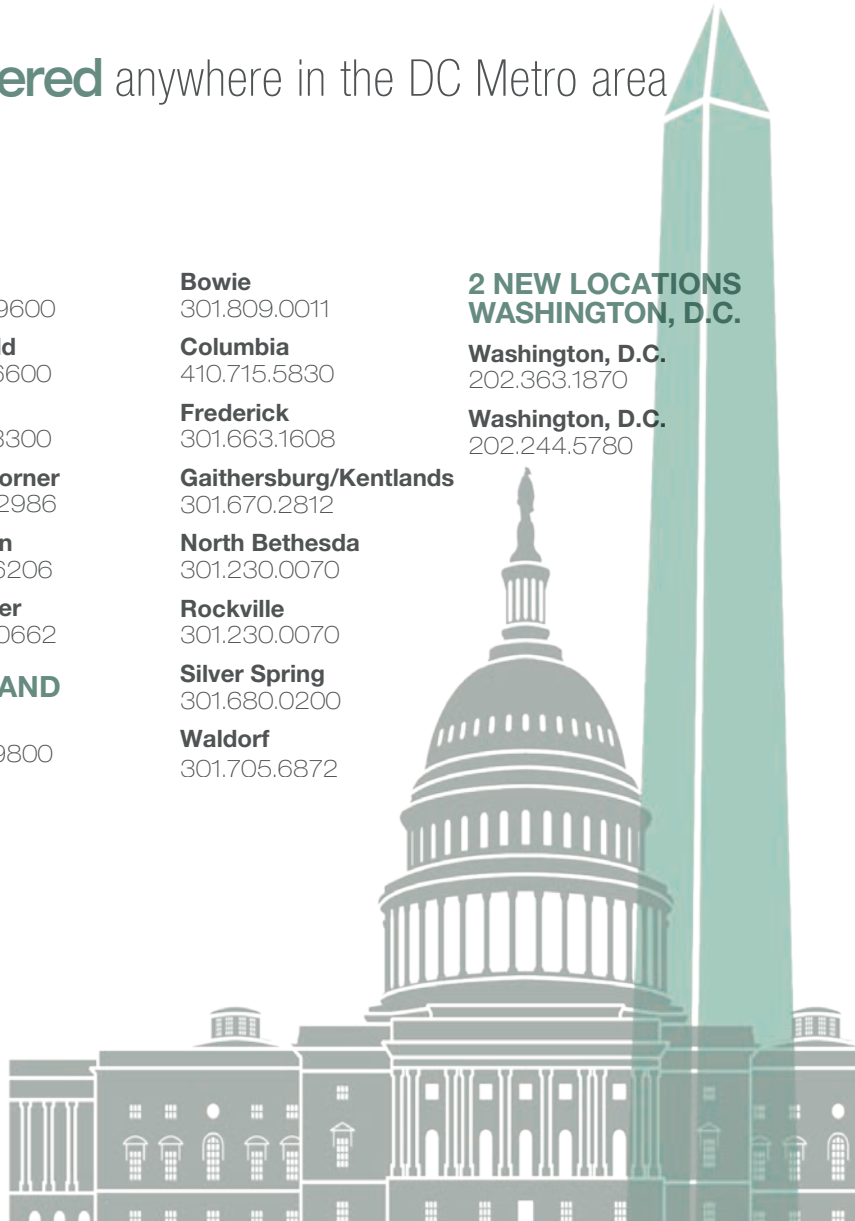 ered anywhere in the DC Metro area
9600
ld
6600
orner
2986
n
6206
er
0662
AND
9800
Bowie
301.809.0011
Columbia
410.715.5830
Frederick
301.663.1608
Gaithersburg/Kentlands
301.670.2812
North Bethesda
301.230.0070
Rockville
301.230.0070
Silver Spring
301.680.0200
Waldorf
301.705.6872
2 NEW LOCATIONS
WASHINGTON, D.C.
Washington, D.C.
202.363.1870
Washington, D.C.
202.244.5780